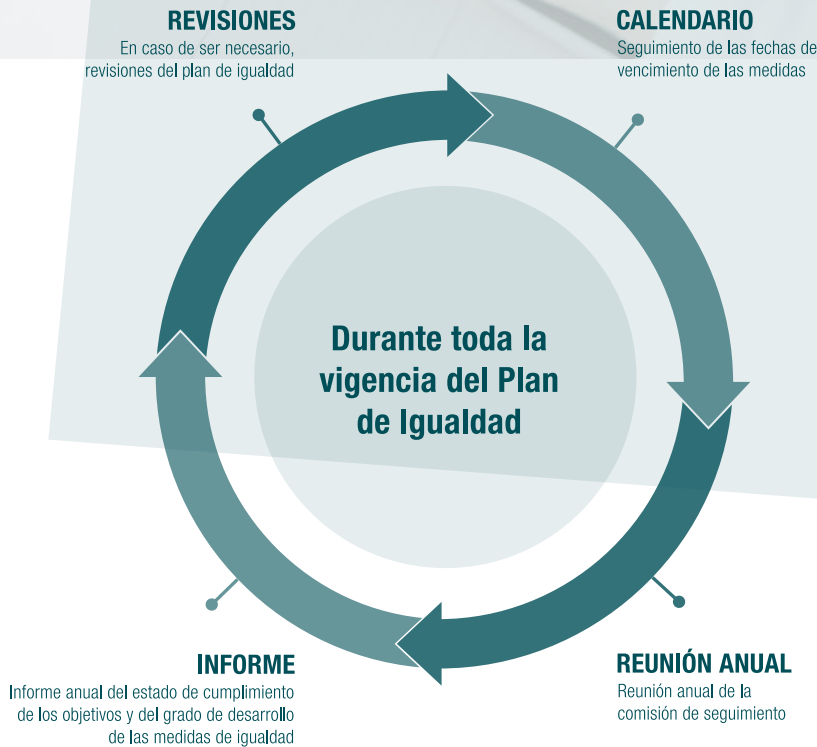 REVISIONES
En caso de ser necesario,
revisiones del plan de igualdad
CALENDARIO
Seguimiento de las fechas de
vencimiento de las medidas
Durante toda la
vigencia del Plan
de Igualdad
INFORME
Informe anual del estado de cumplimiento
de los objetivos y del grado de desarrollo
de las medidas de igualdad
REUNIÓN ANUAL
Reunión anual de la
comisión de seguimiento